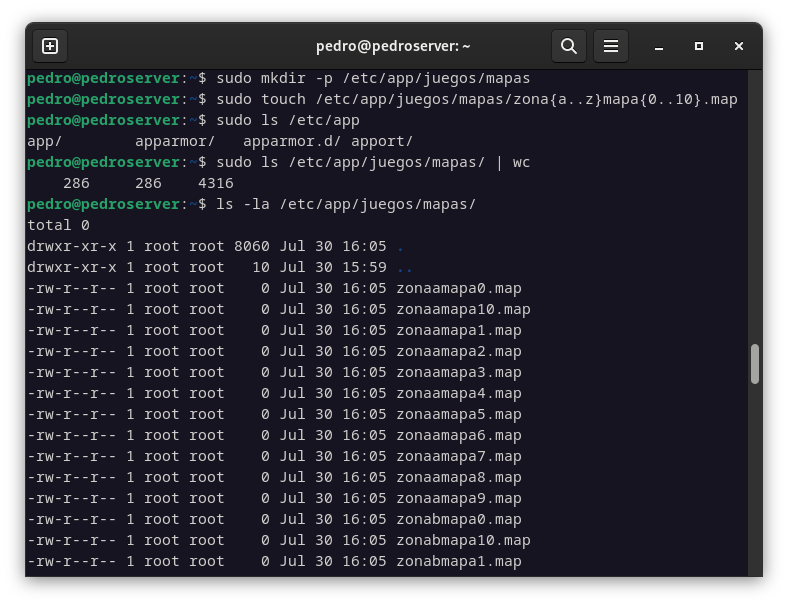 pedro@pedroserver: ~
pedro@pedroserver:~$ sudo mkdir -p /etc/app/juegos/mapas
pedro@pedroserver:~$ sudo touch /etc/app/juegos/mapas/zona{a..z}mapa{0..10}.map
pedro@pedroserver:~$ sudo ls /etc/app
app/        apparmor/   apparmor.d/ apport/
pedro@pedroserver:~$ sudo ls /etc/app/juegos/mapas/ | wc
    286     286    4316
pedro@pedroserver:~$ ls -la /etc/app/juegos/mapas/
total 0
drwxr-xr-x 1 root root 8060 Jul 30 16:05 .
drwxr-xr-x 1 root root   10 Jul 30 15:59 ..
-rw-r--r-- 1 root root    0 Jul 30 16:05 zonaamapa0.map
-rw-r--r-- 1 root root    0 Jul 30 16:05 zonaamapa10.map
-rw-r--r-- 1 root root    0 Jul 30 16:05 zonaamapa1.map
-rw-r--r-- 1 root root    0 Jul 30 16:05 zonaamapa2.map
-rw-r--r-- 1 root root    0 Jul 30 16:05 zonaamapa3.map
-rw-r--r-- 1 root root    0 Jul 30 16:05 zonaamapa4.map
-rw-r--r-- 1 root root    0 Jul 30 16:05 zonaamapa5.map
-rw-r--r-- 1 root root    0 Jul 30 16:05 zonaamapa6.map
-rw-r--r-- 1 root root    0 Jul 30 16:05 zonaamapa7.map
-rw-r--r-- 1 root root    0 Jul 30 16:05 zonaamapa8.map
-rw-r--r-- 1 root root    0 Jul 30 16:05 zonaamapa9.map
-rw-r--r-- 1 root root    0 Jul 30 16:05 zonabmapa0.map
-rw-r--r-- 1 root root    0 Jul 30 16:05 zonabmapa10.map
-rw-r--r-- 1 root root    0 Jul 30 16:05 zonabmapa1.map